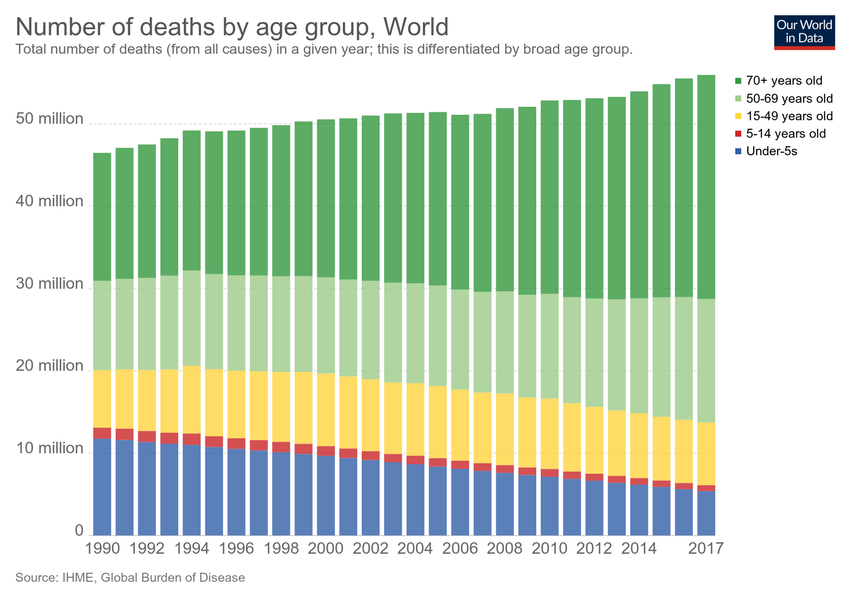 Number of deaths by age group, World
Total number of deaths (from all causes) in a given year; this is differentiated by broad age group.
Our World
in Data
70+ years old
50-69 years old
15-49 years old
5-14 years old
Under-5s
50 million
40 million
30 million
20 million
10 million
0
1990 1992 1994 1996 1998 2000 2002 2004 2006 2008 2010 2012 2014 2017
Source: IHME, Global Burden of Disease